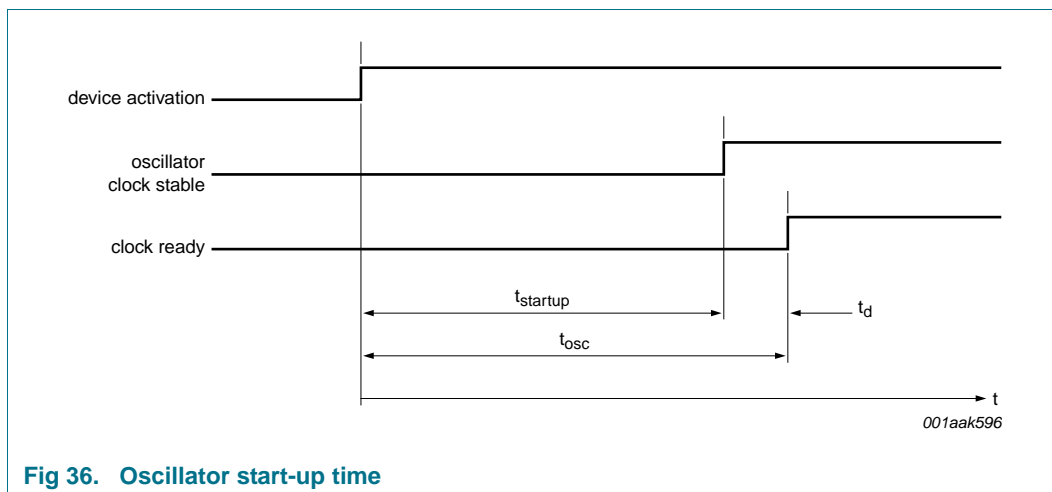 device activation
oscillator
clock stable
clock ready
tstartup
td
tosc
t
001aak596
Fig 36. Oscillator start-up time